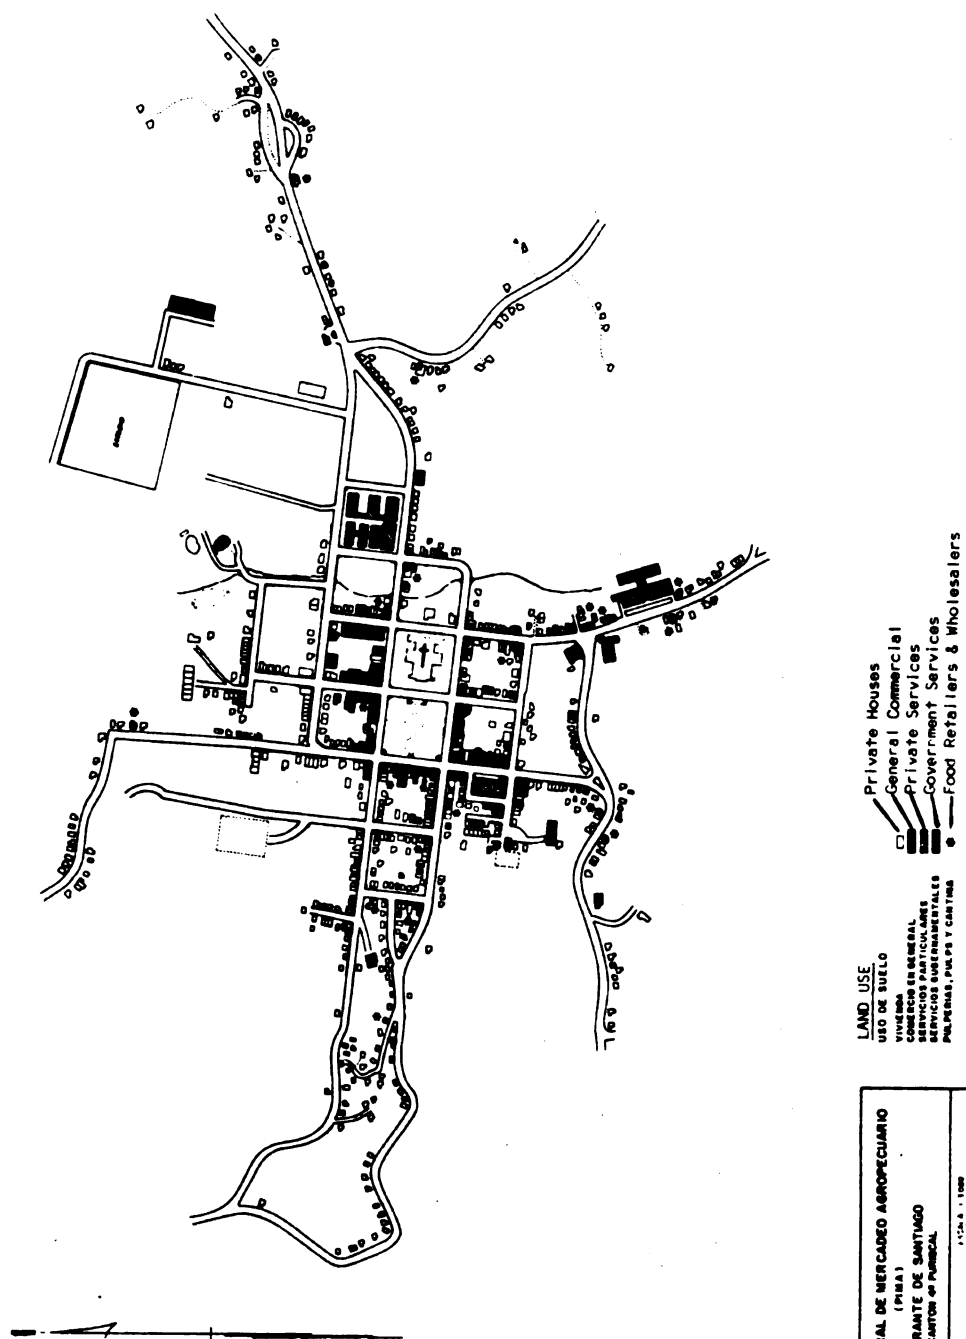 LAND USE
USO DE SUELO
VIVIENDA
COMERCIO EN GENERAL
SERVICIOS PARTICULARES
SERVICIOS GUBERNAMENTALES
PULPERIAS, PULPS Y CANTINA
Private Houses
General Commercial
Private Services
Government Services
Food Retailers & Wholesalers
AL DE MERCADEO AGROPECUARIO
(PIMA)
RANTE DE SANTIAGO
CANTON 4º PURISCAL